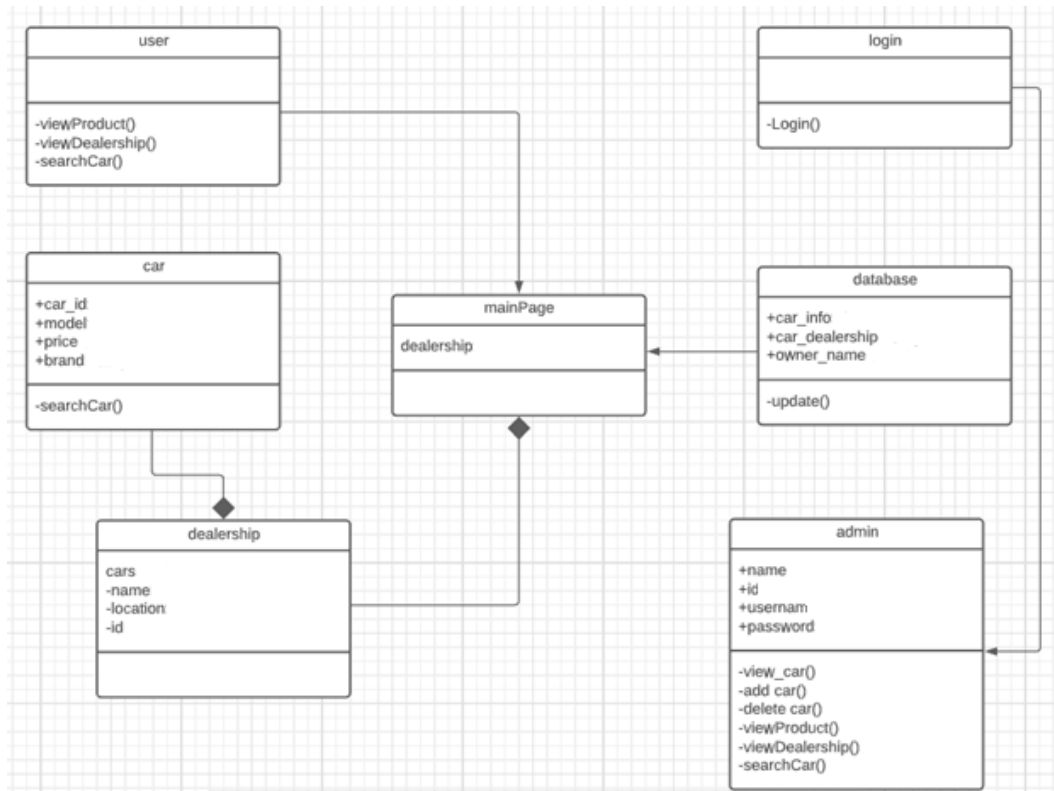 user
-viewProduct()
-viewDealership()
-searchCar()
login
-Login()
car
+car_id
+model
+price
+brand
-searchCar()
mainPage
dealership
database
+car_info
+car_dealership
+owner_name
-update()
dealership
cars
-name
-location
-id
admin
+name
+id
+usernam
+password
-view_car()
-add car()
-delete car()
-viewProduct()
-viewDealership()
-searchCar()